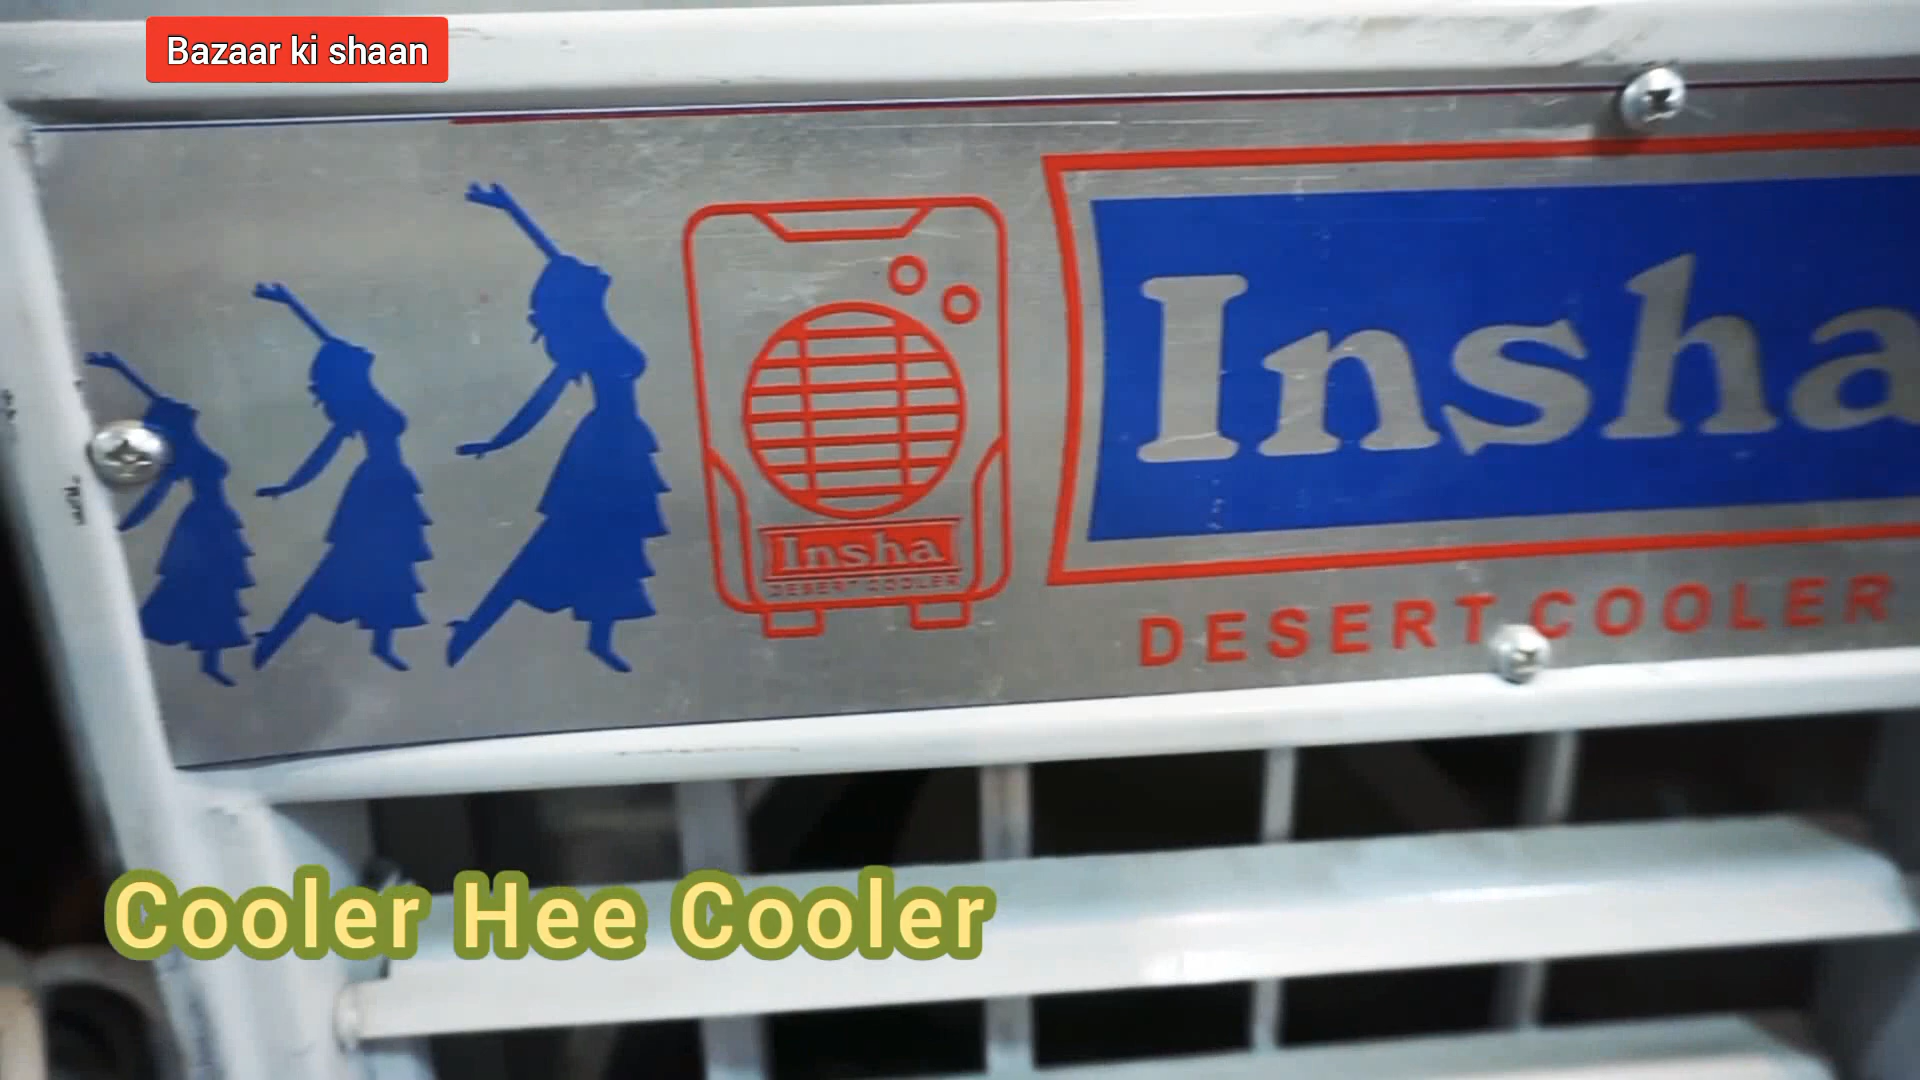 Bazaar ki shaan
Insha
DESERT COOLER
Insha
DESERT COOLER
Cooler Hee Cooler